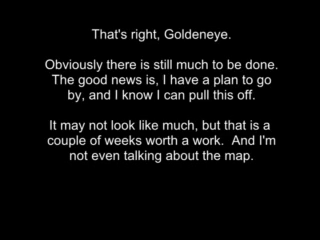 That's right, Goldeneye.
Obviously there is still much to be done.
The good news is, I have a plan to go
by, and I know I can pull this off.
It may not look like much, but that is a
couple of weeks worth a work.  And I'm
not even talking about the map.